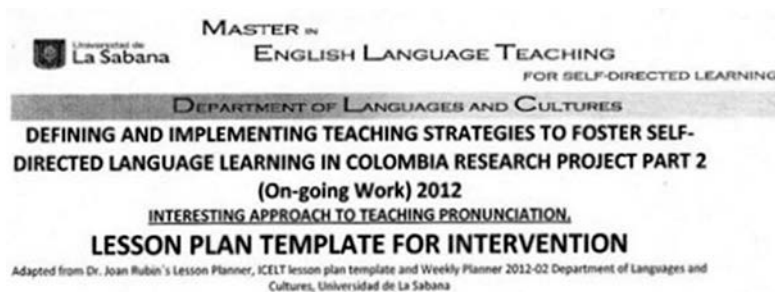 Universidad de
La Sabana
MASTER IN
ENGLISH LANGUAGE TEACHING
FOR SELF-DIRECTED LEARNING
DEPARTMENT OF LANGUAGES AND CULTURES
DEFINING AND IMPLEMENTING TEACHING STRATEGIES TO FOSTER SELF-
DIRECTED LANGUAGE LEARNING IN COLOMBIA RESEARCH PROJECT PART 2
(On-going Work) 2012
INTERESTING APPROACH TO TEACHING PRONUNCIATION.
LESSON PLAN TEMPLATE FOR INTERVENTION
Adapted from Dr. Joan Rubin´s Lesson Planner, ICELT lesson plan template and Weekly Planner 2012-02 Department of Languages and
Cultures, Universidad de La Sabana